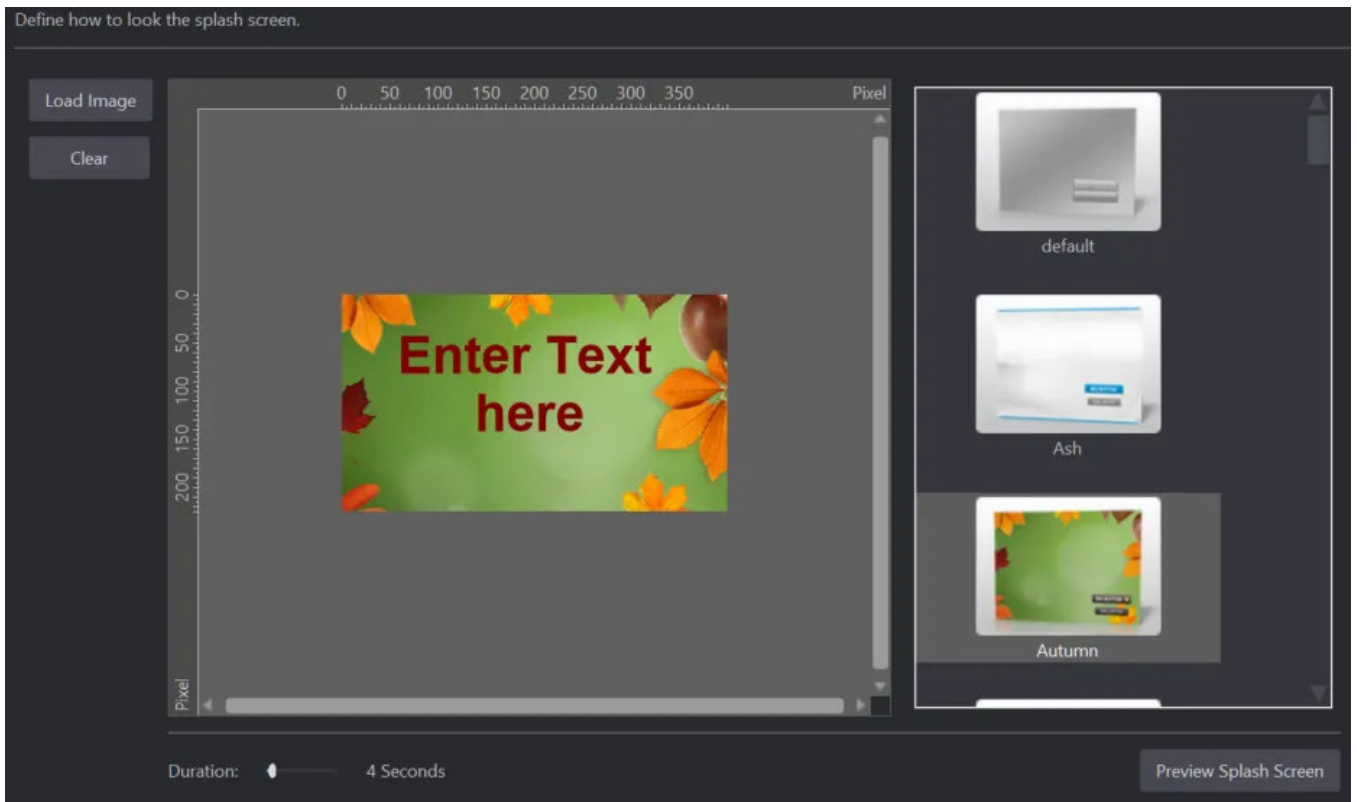 Define how to look the splash screen.
Load Image
Clear
0 50 100 150 200 250 300 350 Pixel
0 50 100 150 200
Pixel
Enter Text
here
default
Ash
Autumn
Duration: 4 Seconds
Preview Splash Screen